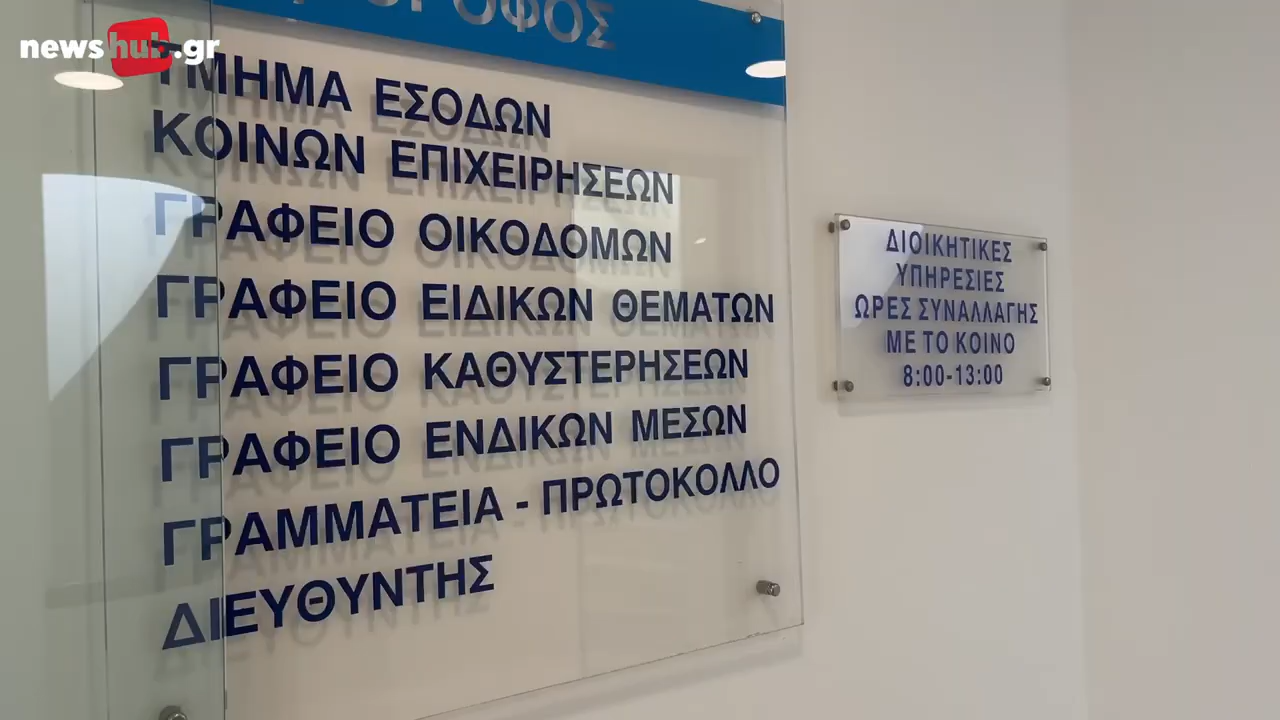 newshub.gr
ΤΜΗΜΑ ΕΣΟΔΩΝ
ΚΟΙΝΩΝ ΕΠΙΧΕΙΡΗΣΕΩΝ
ΓΡΑΦΕΙΟ ΟΙΚΟΔΟΜΩΝ
ΓΡΑΦΕΙΟ ΕΙΔΙΚΩΝ ΘΕΜΑΤΩΝ
ΓΡΑΦΕΙΟ ΚΑΘΥΣΤΕΡΗΣΕΩΝ
ΓΡΑΦΕΙΟ ΕΝΔΙΚΩΝ ΜΕΣΩΝ
ΓΡΑΜΜΑΤΕΙΑ - ΠΡΩΤΟΚΟΛΛΟ
ΔΙΕΥΘΥΝΤΗΣ
ΔΙΟΙΚΗΤΙΚΕΣ
ΥΠΗΡΕΣΙΕΣ
ΩΡΕΣ ΣΥΝΑΛΛΑΓΗΣ
ΜΕ ΤΟ ΚΟΙΝΟ
8:00-13:00